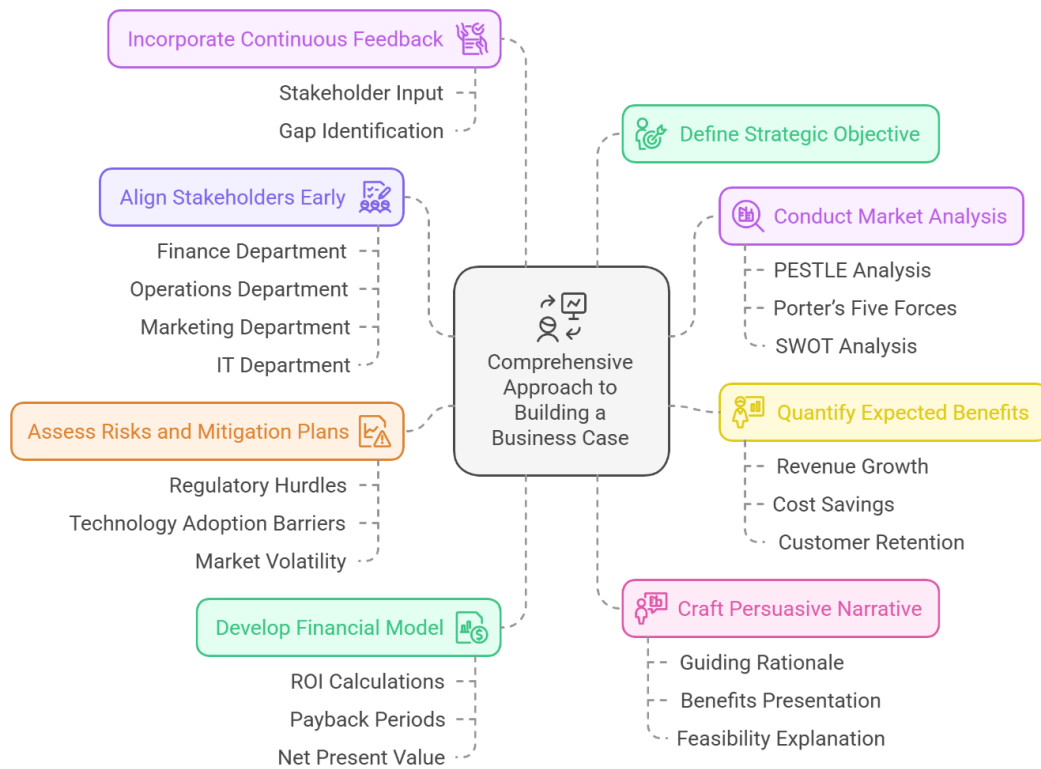 Incorporate Continuous Feedback
Stakeholder Input
Gap Identification
Align Stakeholders Early
Finance Department
Operations Department
Marketing Department
IT Department
Assess Risks and Mitigation Plans
Regulatory Hurdles
Technology Adoption Barriers
Market Volatility
Develop Financial Model
ROI Calculations
Payback Periods
Net Present Value
Comprehensive
Approach to
Building a
Business Case
Define Strategic Objective
Conduct Market Analysis
PESTLE Analysis
Porter’s Five Forces
SWOT Analysis
Quantify Expected Benefits
Revenue Growth
Cost Savings
Customer Retention
Craft Persuasive Narrative
Guiding Rationale
Benefits Presentation
Feasibility Explanation